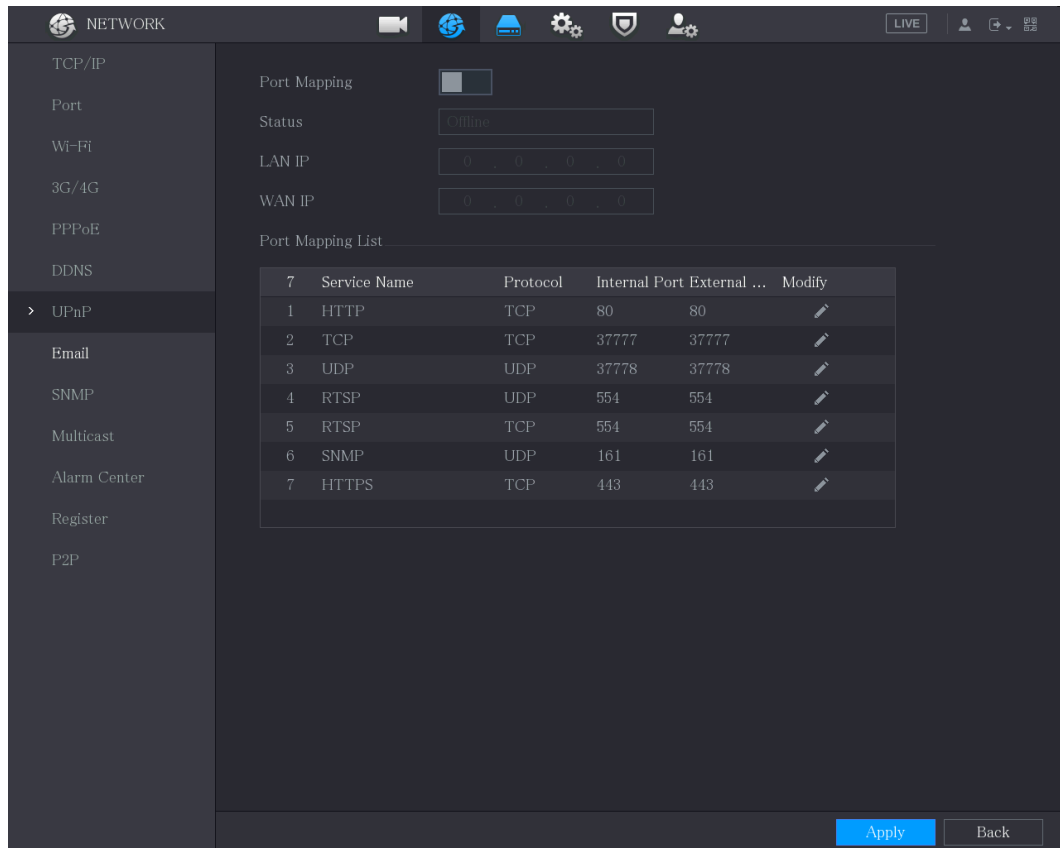 NETWORK
LIVE
TCP/IP
Port
Wi-Fi
3G/4G
PPPoE
DDNS
UPnP
Email
SNMP
Multicast
Alarm Center
Register
P2P
Port Mapping
Status Offline
LAN IP 0 . 0 . 0 . 0
WAN IP 0 . 0 . 0 . 0
Port Mapping List
7 Service Name Protocol Internal Port External ... Modify
1 HTTP TCP 80 80
2 TCP TCP 37777 37777
3 UDP UDP 37778 37778
4 RTSP UDP 554 554
5 RTSP TCP 554 554
6 SNMP UDP 161 161
7 HTTPS TCP 443 443
Apply Back